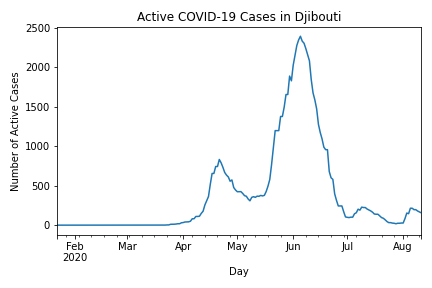 Active COVID-19 Cases in Djibouti
2500
2000
1500
1000
500
0
Number of Active Cases
Feb Mar Apr May Jun Jul Aug
2020
Day